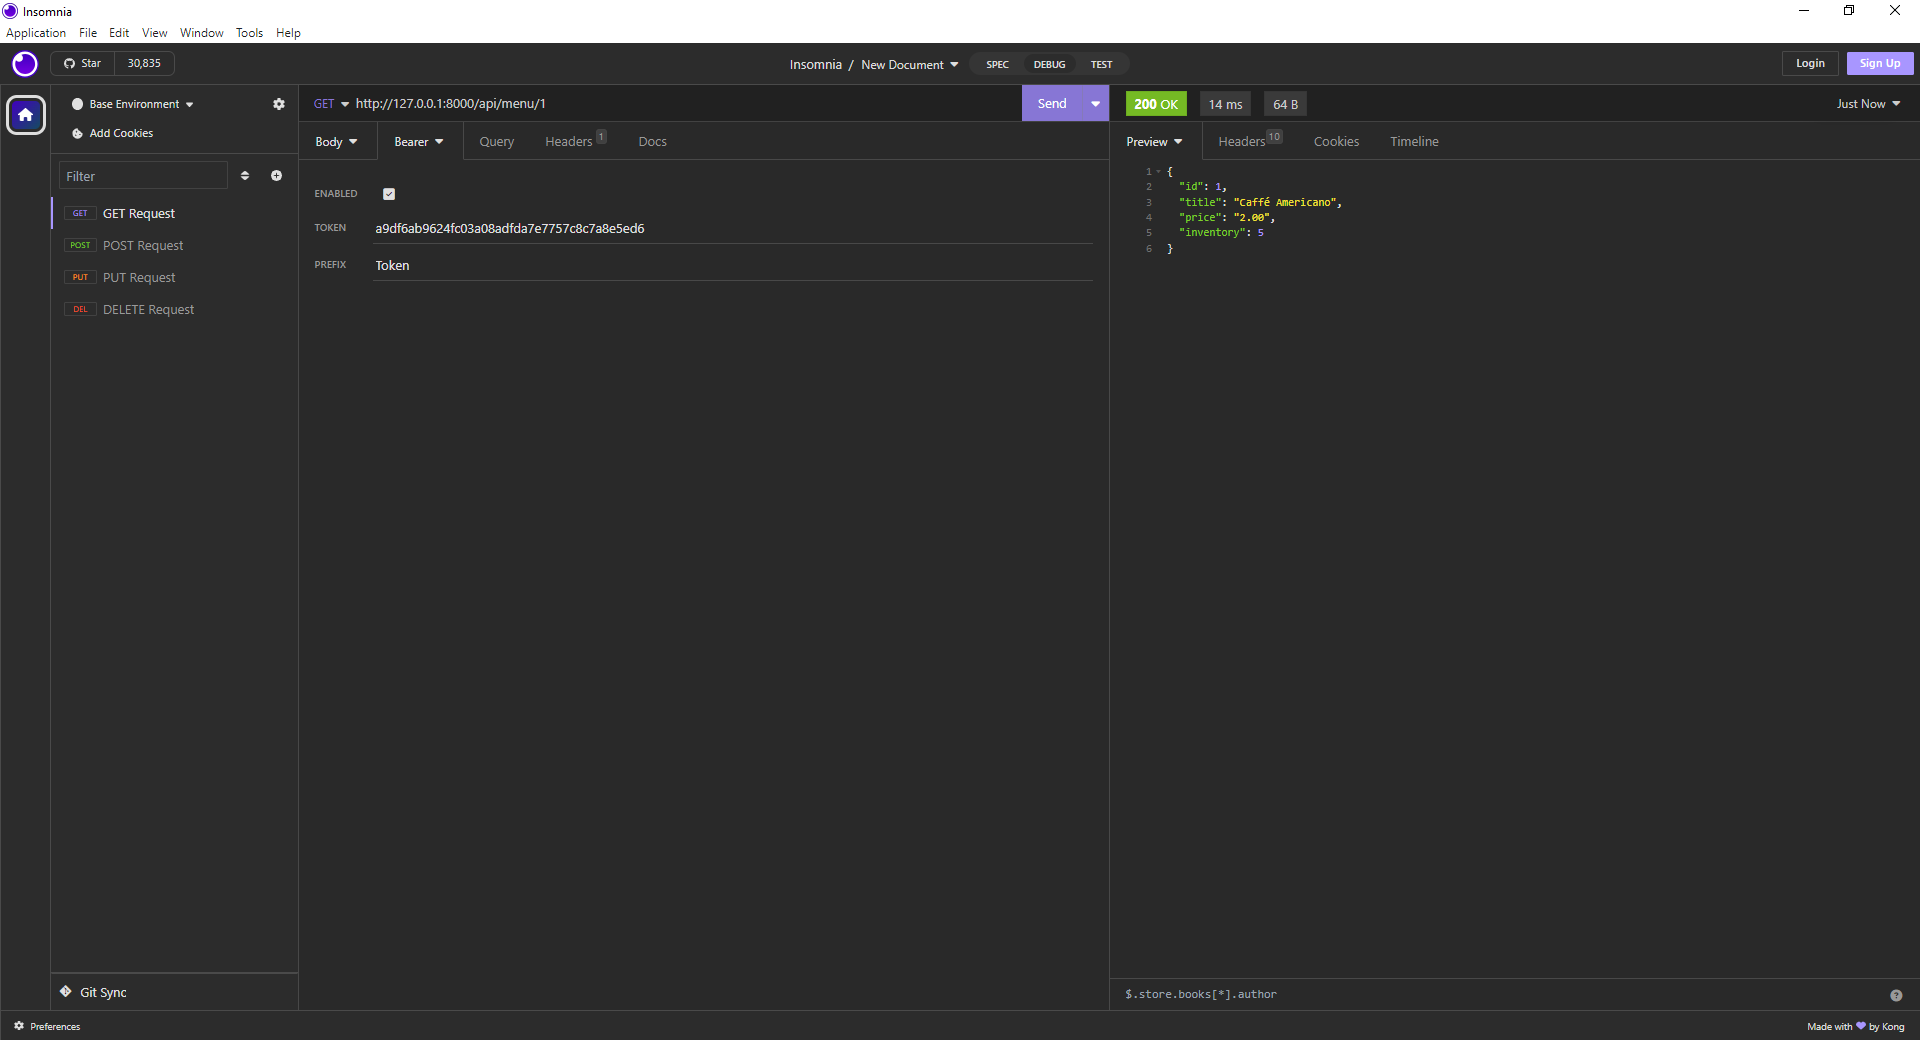 Insomnia
Application File Edit View Window Tools Help
Star 30,835
Insomnia / New Document
SPEC DEBUG TEST
Login Sign Up
Base Environment
Add Cookies
Filter
GET GET Request
POST POST Request
PUT PUT Request
DEL DELETE Request
Git Sync
GET http://127.0.0.1:8000/api/menu/1 Send
Body Bearer Query Headers 1 Docs
ENABLED
TOKEN a9df6ab9624fc03a08adfda7e7757c8c7a8e5ed6
PREFIX Token
200 OK 14 ms 64 B Just Now
Preview Headers 10 Cookies Timeline
1 {
2 "id": 1,
3 "title": "Caffé Americano",
4 "price": "2.00",
5 "inventory": 5
6 }
$.store.books[*].author ?
Preferences
Made with 💜 by Kong